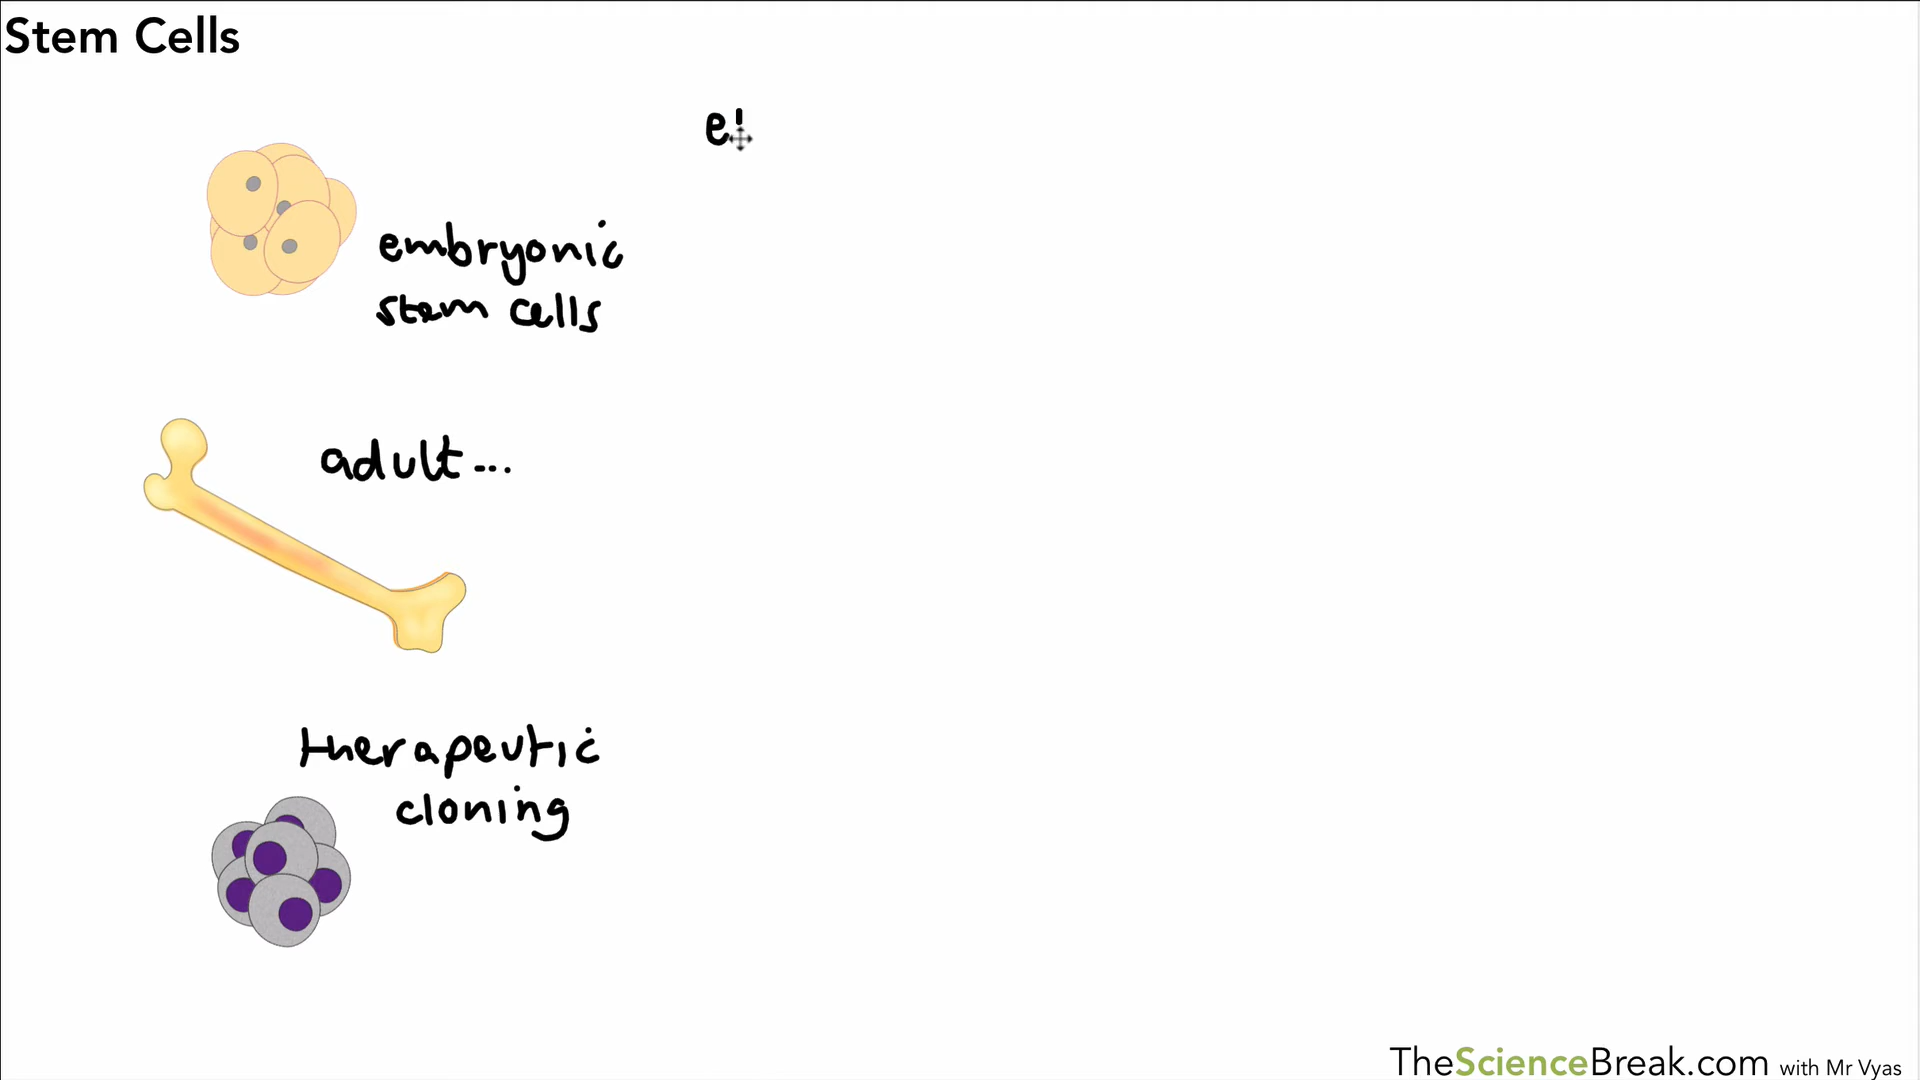 Stem Cells
embryonic
stem cells
adult...
therapeutic
cloning
TheScienceBreak.com with Mr Vyas